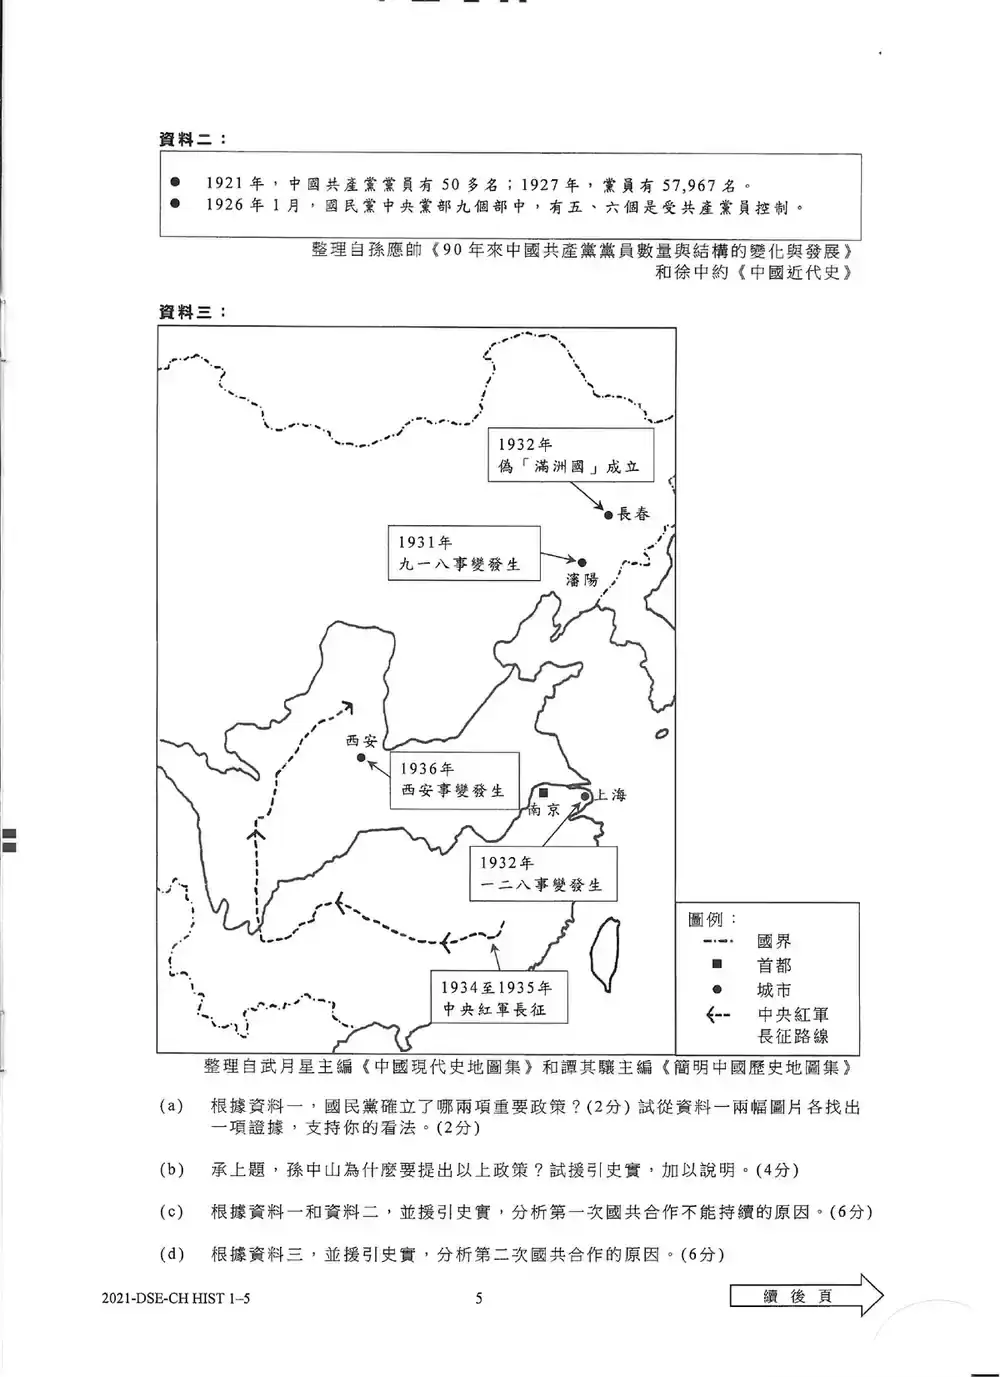 資料二：
● 1921年，中國共產黨黨員有50多名；1927年，黨員有57,967名。
● 1926年1月，國民黨中央黨部九個部中，有五、六個是受共產黨員控制。
整理自孫應帥《90年來中國共產黨黨員數量與結構的變化與發展》
和徐中約《中國近代史》
資料三：
1932年
偽「滿洲國」成立
長春
1931年
九一八事變發生
瀋陽
西安
1936年
西安事變發生
南京
上海
1932年
一二八事變發生
1934至1935年
中央紅軍長征
圖例：
國界
首都
城市
中央紅軍
長征路線
整理自武月星主編《中國現代史地圖集》和譚其驤主編《簡明中國歷史地圖集》
(a) 根據資料一，國民黨確立了哪兩項重要政策？(2分) 試從資料一兩幅圖片各找出
一項證據，支持你的看法。(2分)
(b) 承上題，孫中山為什麼要提出以上政策？試援引史實，加以說明。(4分)
(c) 根據資料一和資料二，並援引史實，分析第一次國共合作不能持續的原因。(6分)
(d) 根據資料三，並援引史實，分析第二次國共合作的原因。(6分)
2021-DSE-CH HIST 1–5
5
續後頁